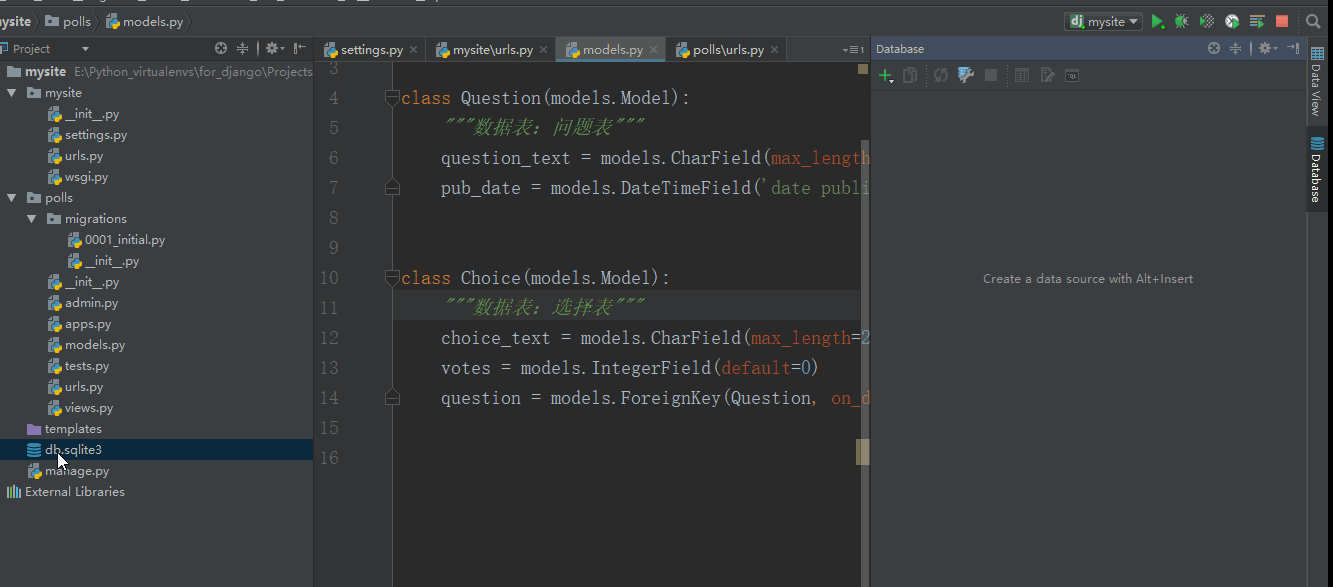 mysite polls models.py mysite
Project
settings.py mysite\urls.py models.py polls\urls.py 1
Database
mysite E:\Python_virtualenvs\for_django\Projects
mysite
__init__.py
settings.py
urls.py
wsgi.py
polls
migrations
0001_initial.py
__init__.py
__init__.py
admin.py
apps.py
models.py
tests.py
urls.py
views.py
templates
db.sqlite3
manage.py
External Libraries
3
4 class Question(models.Model):
5 """数据表：问题表"""
6 question_text = models.CharField(max_length
7 pub_date = models.DateTimeField('date publi
8
9
10 class Choice(models.Model):
11 """数据表：选择表"""
12 choice_text = models.CharField(max_length=2
13 votes = models.IntegerField(default=0)
14 question = models.ForeignKey(Question, on_d
15
16
Create a data source with Alt+Insert
Data View
Database